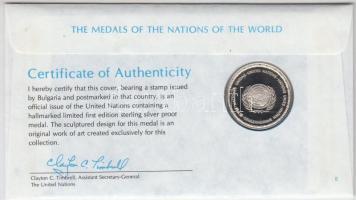 THE MEDALS OF THE NATIONS OF THE WORLD
Certificate of Authenticity
I hereby certify that this cover, bearing a stamp issued
by Bulgaria and postmarked in that country, is an
official issue of the United Nations containing a
hallmarked limited first edition sterling silver proof
medal. The sculptured design for this medal is an
original work of art created exclusively for this
collection.
Clayton C. Timbrell
Clayton C. Timbrell, Assistant Secretary-General
The United Nations